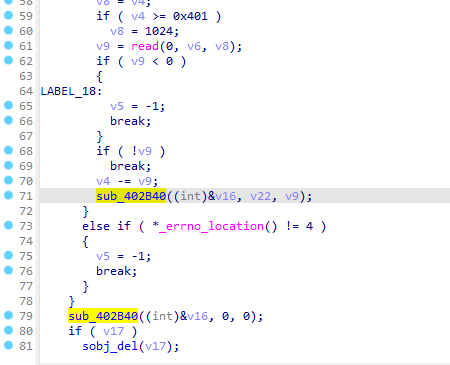 58 v8 = v4;
59 if ( v4 >= 0x401 )
60 v8 = 1024;
61 v9 = read(0, v6, v8);
62 if ( v9 < 0 )
63 {
64 LABEL_18:
65 v5 = -1;
66 break;
67 }
68 if ( !v9 )
69 break;
70 v4 -= v9;
71 sub_402B40((int)&v16, v22, v9);
72 }
73 else if ( *_errno_location() != 4 )
74 {
75 v5 = -1;
76 break;
77 }
78 }
79 sub_402B40((int)&v16, 0, 0);
80 if ( v17 )
81 sobj_del(v17);